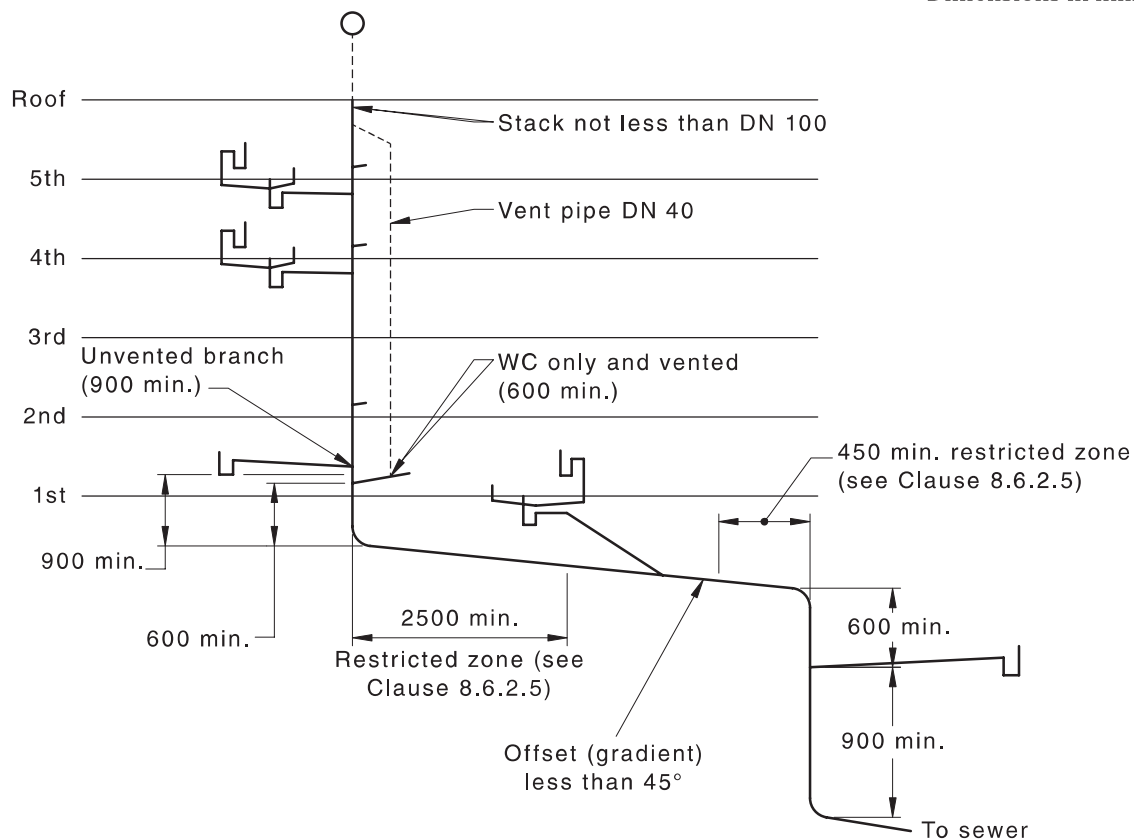 Roof
Stack not less than DN 100
5th
Vent pipe DN 40
4th
3rd
Unvented branch
(900 min.)
WC only and vented
(600 min.)
2nd
450 min. restricted zone
(see Clause 8.6.2.5)
1st
900 min.
600 min.
2500 min.
Restricted zone (see
Clause 8.6.2.5)
600 min.
900 min.
Offset (gradient)
less than 45°
To sewer